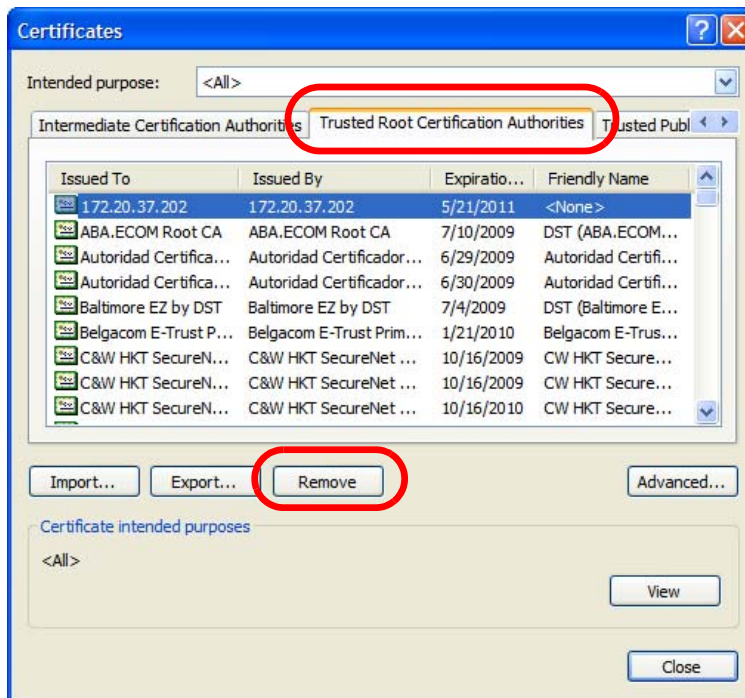 Certificates
Intended purpose: <All>
Intermediate Certification Authorities Trusted Root Certification Authorities Trusted Publ
Issued To Issued By Expiratio... Friendly Name
172.20.37.202 172.20.37.202 5/21/2011 <None>
ABA.ECOM Root CA ABA.ECOM Root CA 7/10/2009 DST (ABA.ECOM...
Autoridad Certifica... Autoridad Certificador... 6/29/2009 Autoridad Certifi...
Autoridad Certifica... Autoridad Certificador... 6/30/2009 Autoridad Certifi...
Baltimore EZ by DST Baltimore EZ by DST 7/4/2009 DST (Baltimore E...
Belgacom E-Trust P... Belgacom E-Trust Prim... 1/21/2010 Belgacom E-Trus...
C&W HKT SecureN... C&W HKT SecureNet ... 10/16/2009 CW HKT Secure...
C&W HKT SecureN... C&W HKT SecureNet ... 10/16/2009 CW HKT Secure...
C&W HKT SecureN... C&W HKT SecureNet ... 10/16/2010 CW HKT Secure...
Import... Export... Remove Advanced...
Certificate intended purposes
<All>
View
Close